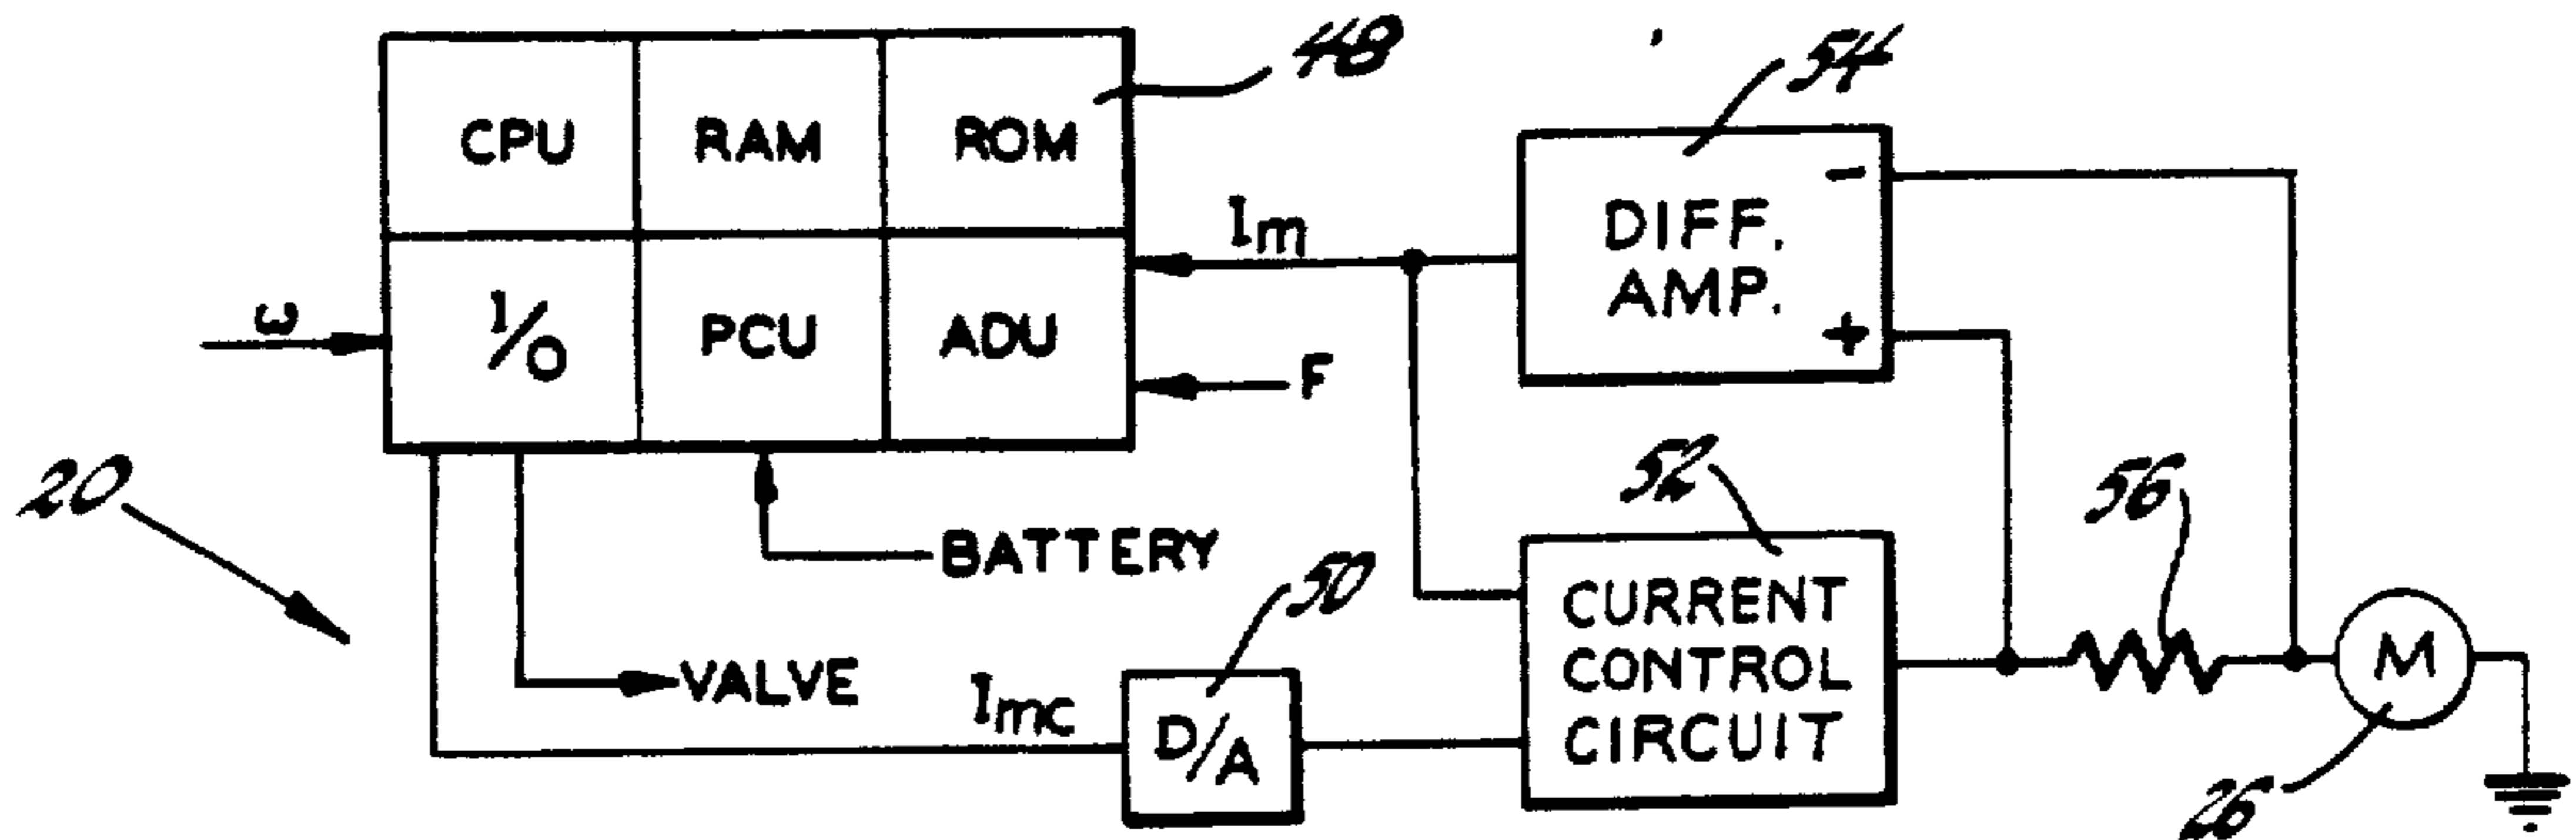 48
54
CPU RAM ROM
Im
-
DIFF.
AMP.
+
ω
I/O PCU ADU
F
20
52
56
BATTERY
50
CURRENT
CONTROL
CIRCUIT
M
VALVE
Imc
D/A
26